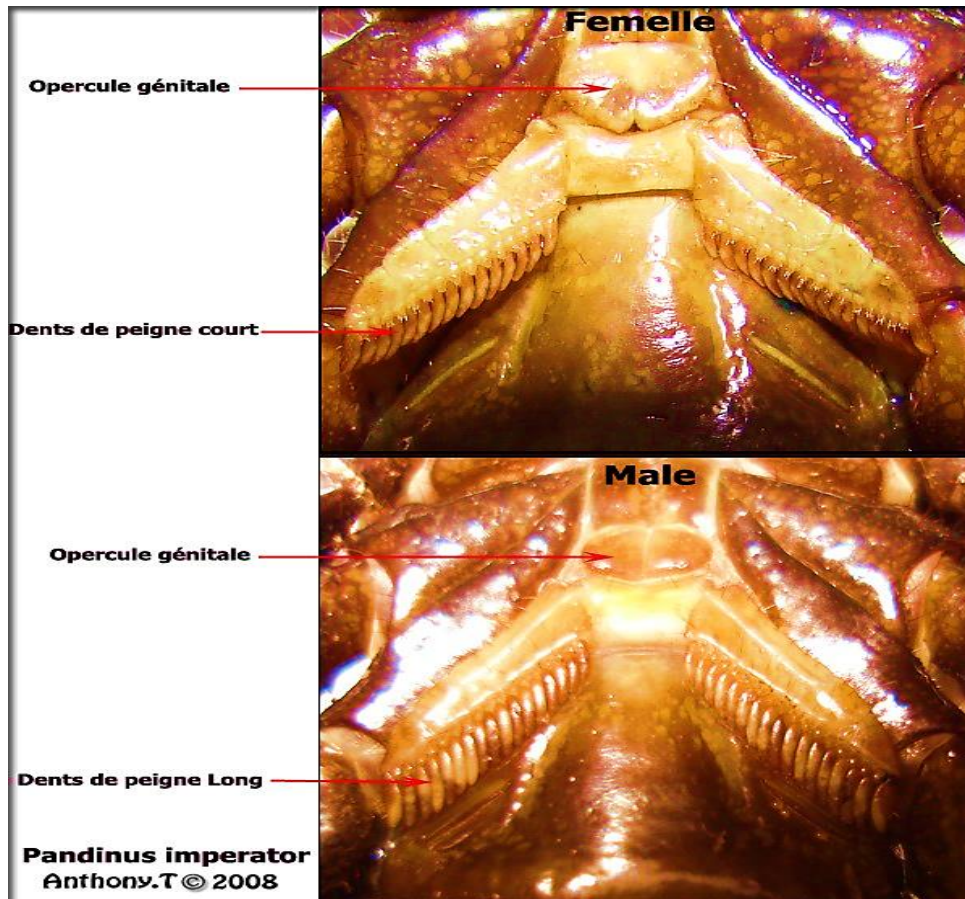 Femelle
Opercule génitale
Dents de peigne court
Male
Opercule génitale
Dents de peigne Long
Pandinus imperator
Anthony.T © 2008